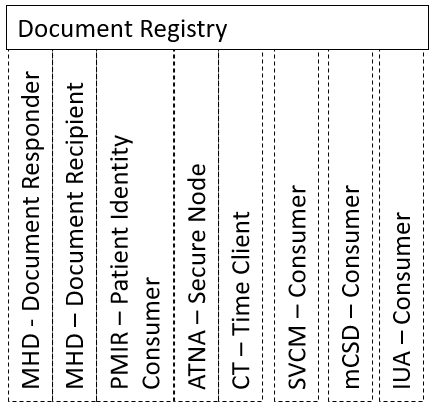 Document Registry
MHD - Document Responder
MHD – Document Recipient
PMIR – Patient Identity
Consumer
ATNA – Secure Node
CT – Time Client
SVCM – Consumer
mCSD – Consumer
IUA – Consumer